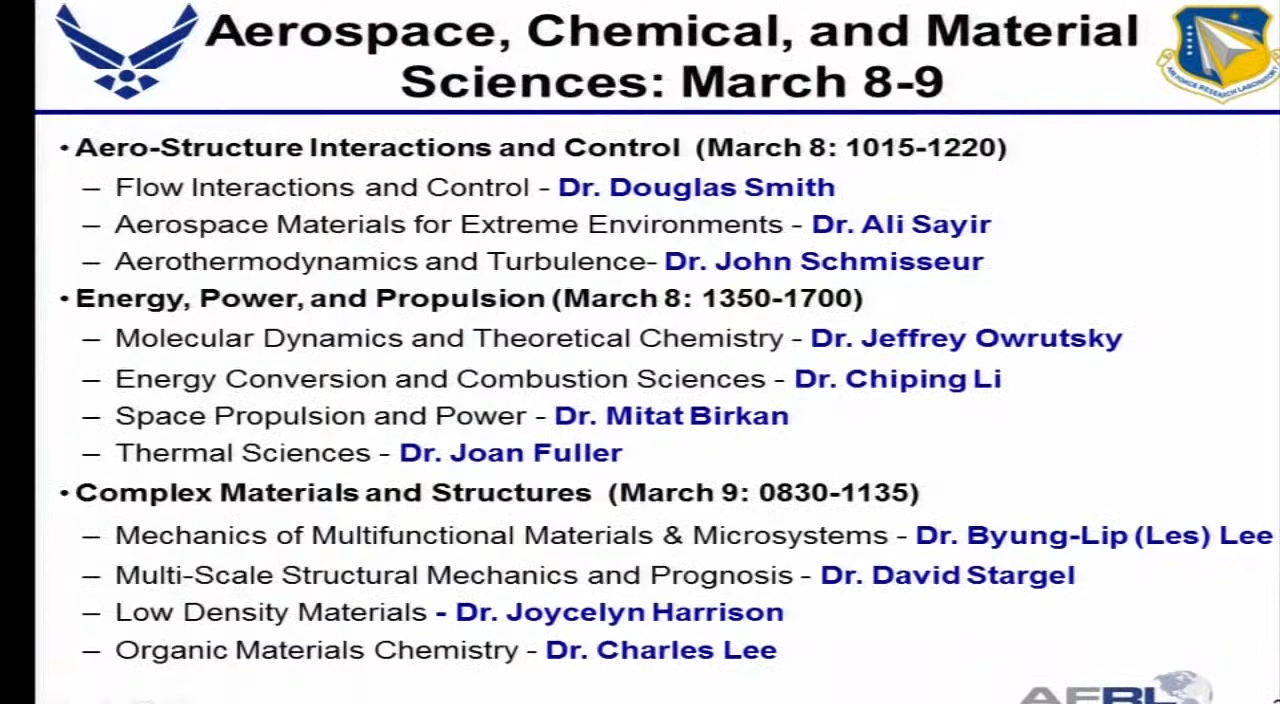 Aerospace, Chemical, and Material
Sciences: March 8-9
AIR FORCE RESEARCH LABORATORY
• Aero-Structure Interactions and Control (March 8: 1015-1220)
– Flow Interactions and Control - Dr. Douglas Smith
– Aerospace Materials for Extreme Environments - Dr. Ali Sayir
– Aerothermodynamics and Turbulence- Dr. John Schmisseur
• Energy, Power, and Propulsion (March 8: 1350-1700)
– Molecular Dynamics and Theoretical Chemistry - Dr. Jeffrey Owrutsky
– Energy Conversion and Combustion Sciences - Dr. Chiping Li
– Space Propulsion and Power - Dr. Mitat Birkan
– Thermal Sciences - Dr. Joan Fuller
• Complex Materials and Structures (March 9: 0830-1135)
– Mechanics of Multifunctional Materials & Microsystems - Dr. Byung-Lip (Les) Lee
– Multi-Scale Structural Mechanics and Prognosis - Dr. David Stargel
– Low Density Materials - Dr. Joycelyn Harrison
– Organic Materials Chemistry - Dr. Charles Lee
AFRL